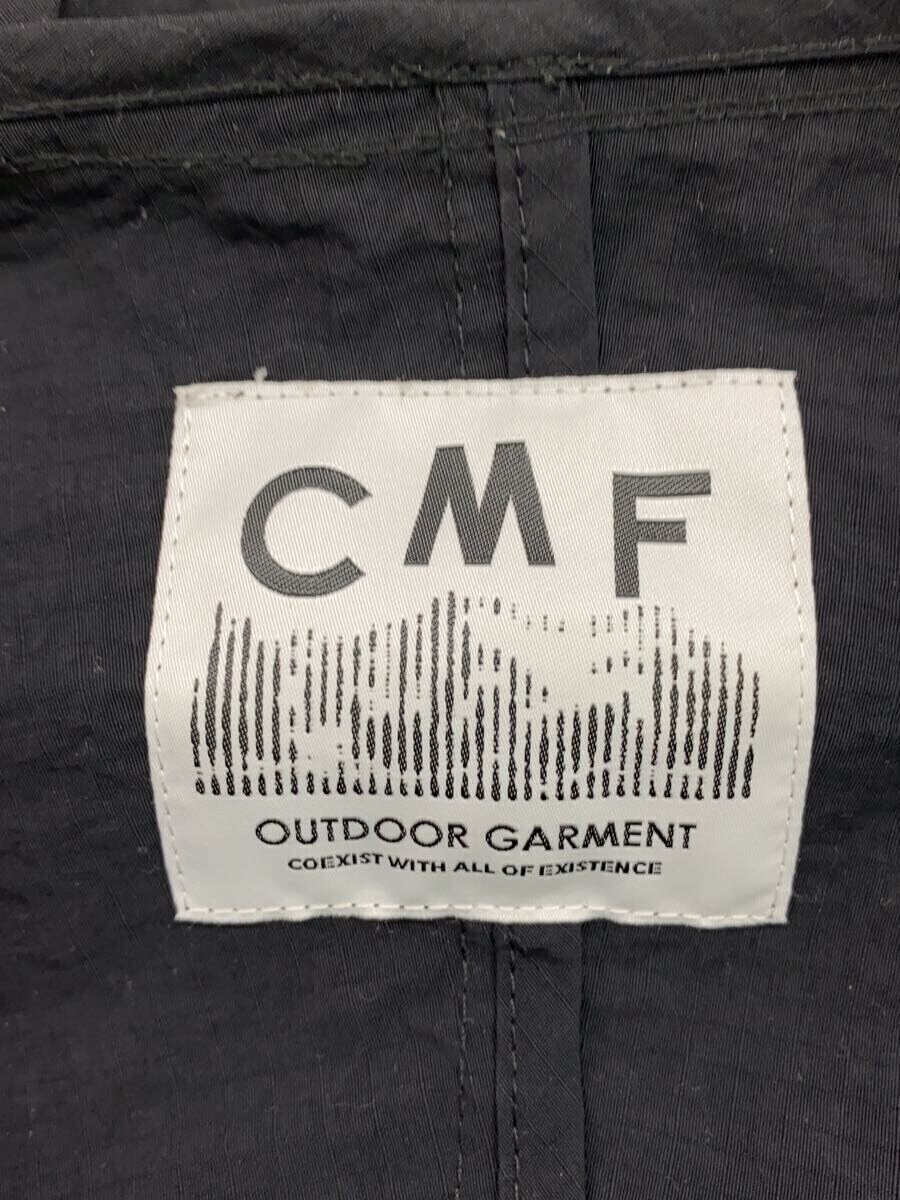 CMF
OUTDOOR GARMENT
COEXIST WITH ALL OF EXISTENCE